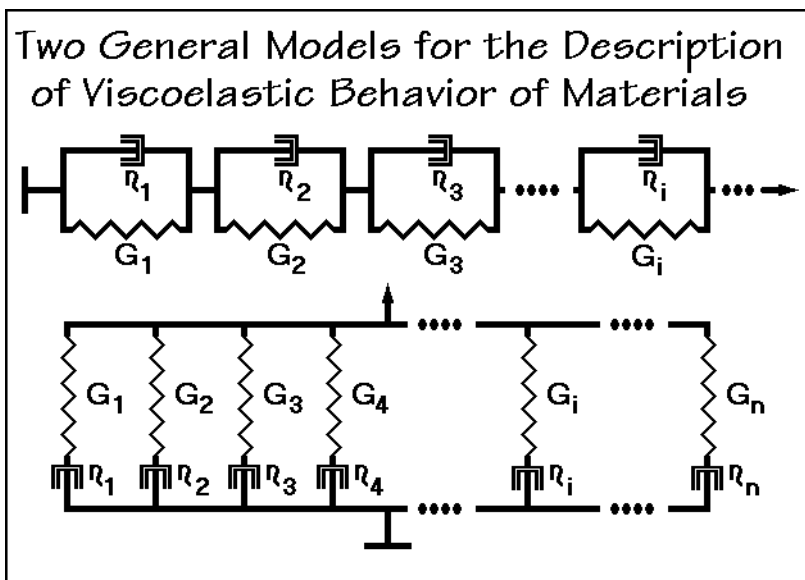 Two General Models for the Description
of Viscoelastic Behavior of Materials
η₁ η₂ η₃ ηᵢ
G₁ G₂ G₃ Gᵢ
G₁ G₂ G₃ G₄ Gᵢ Gₙ
η₁ η₂ η₃ η₄ ηᵢ ηₙ